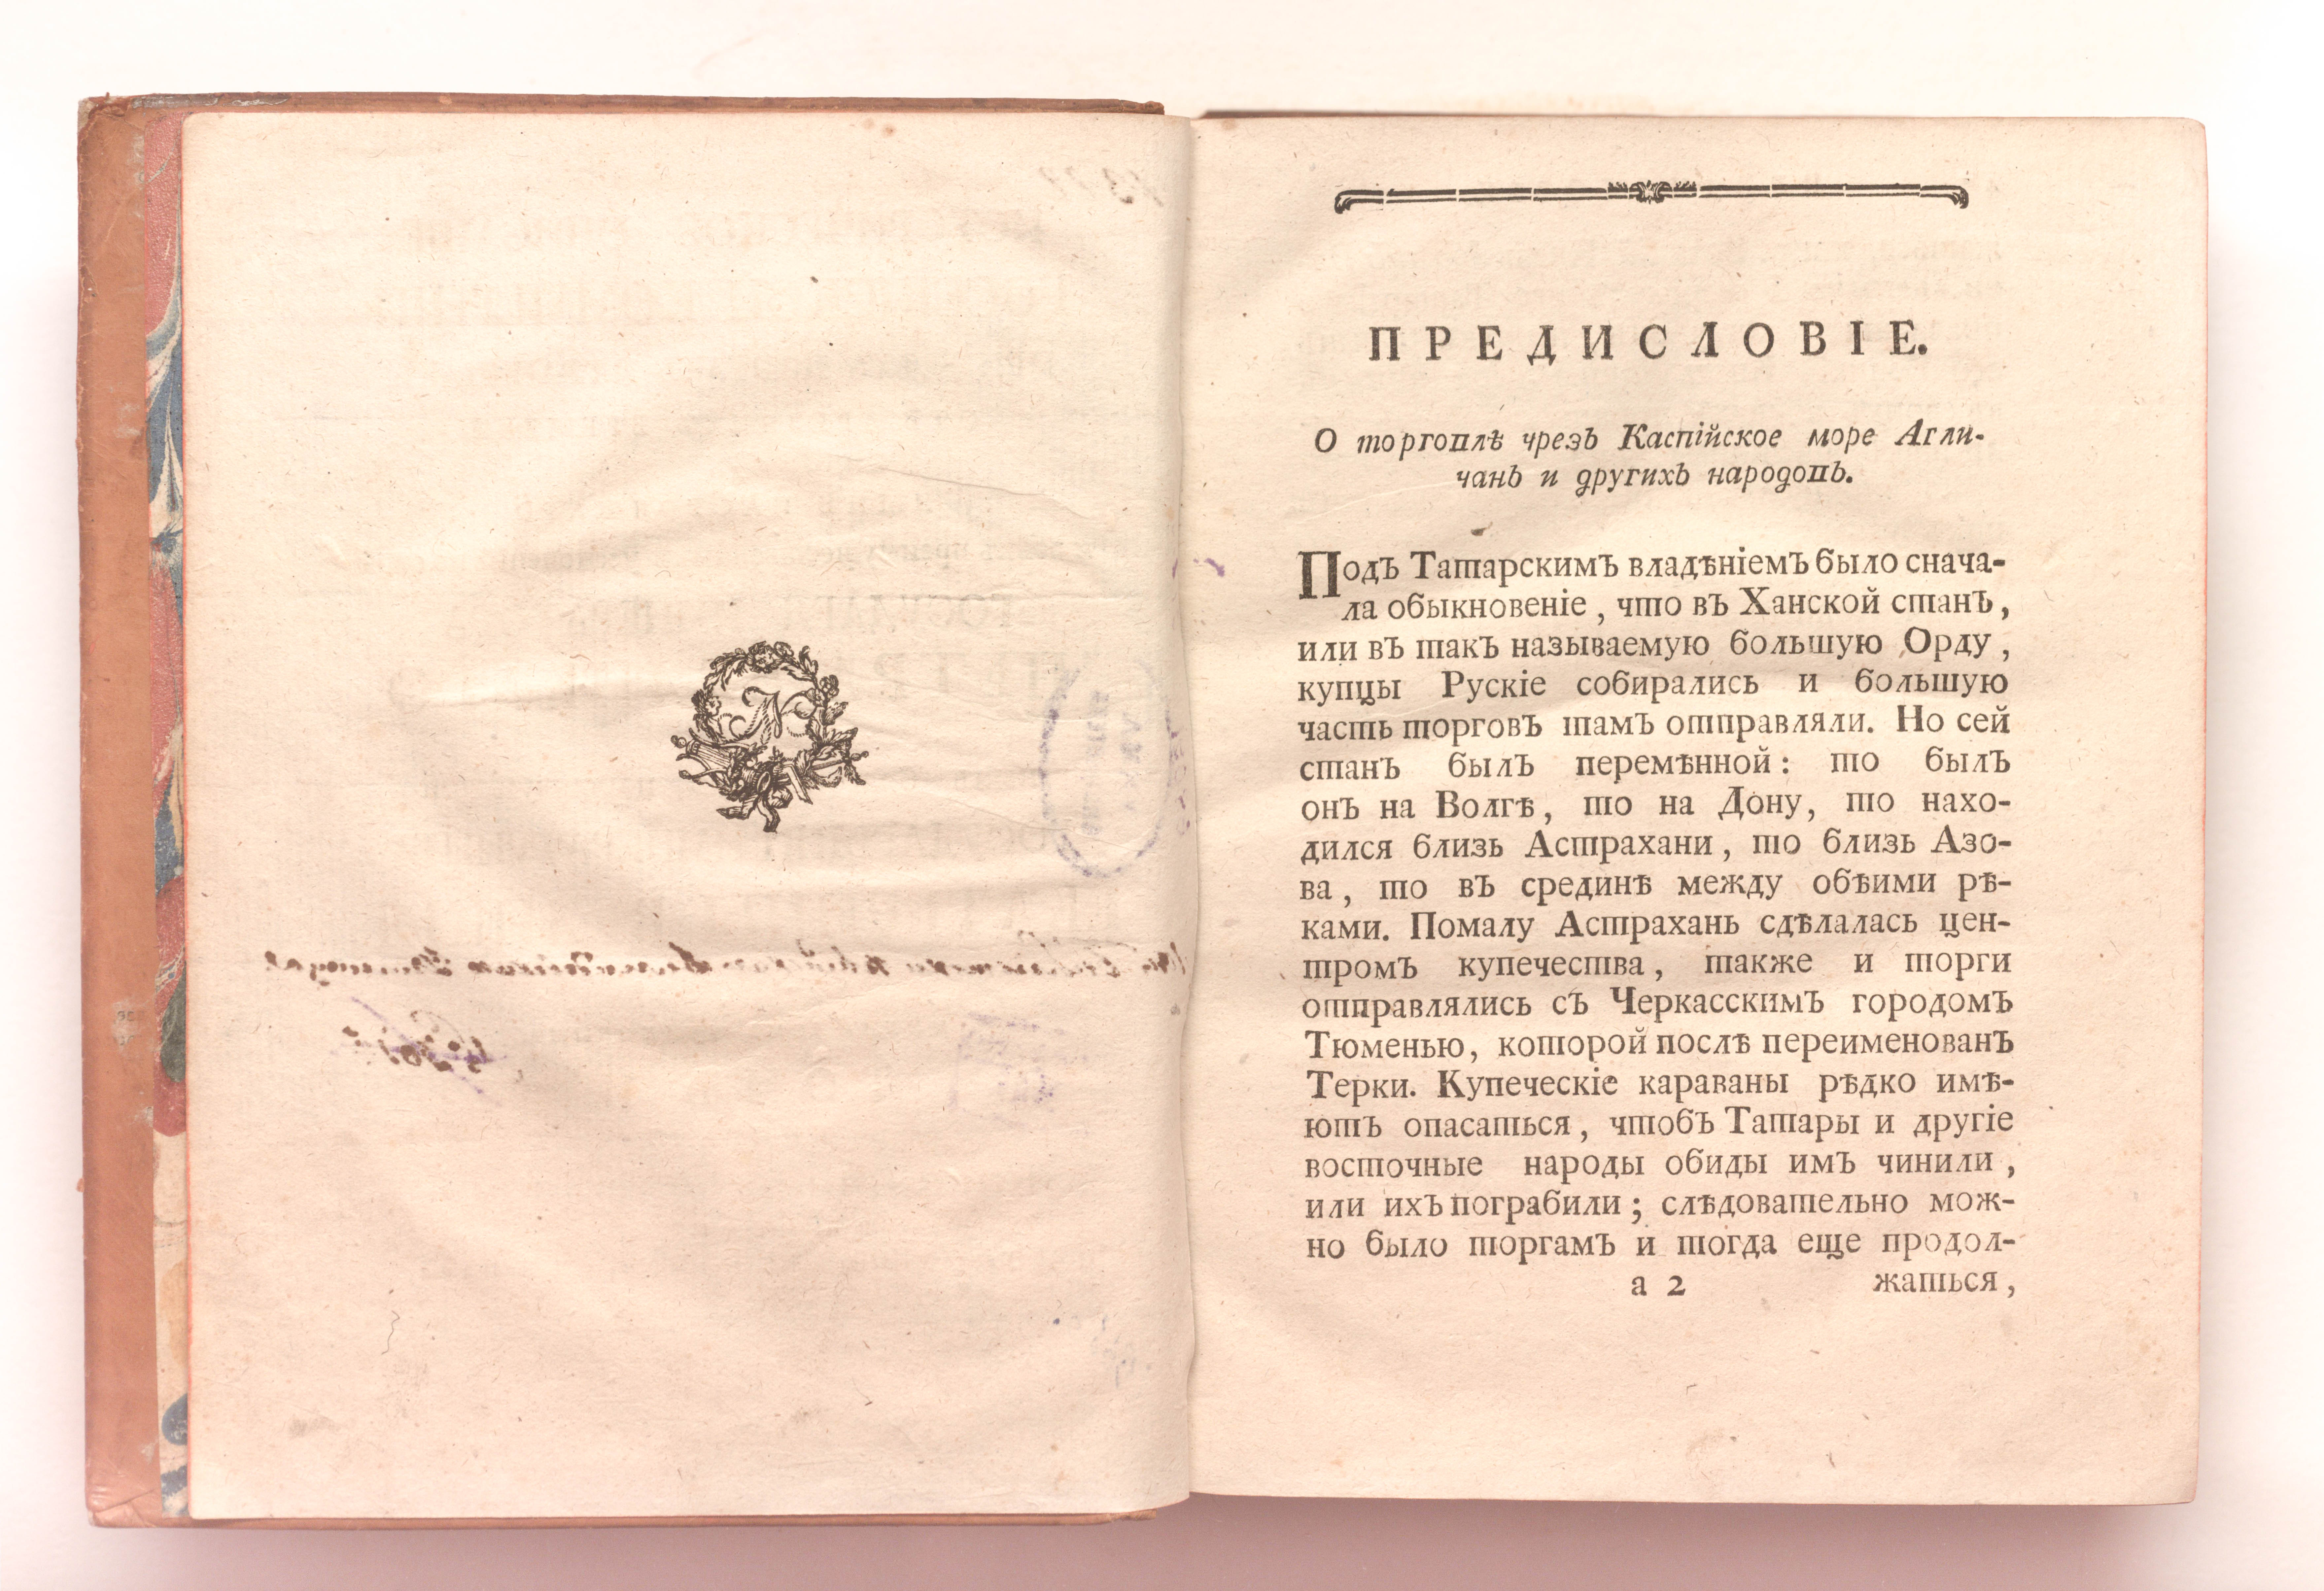 ПРЕДИСЛОВІЕ.
О торговлѣ чрезъ Каспійское море Агли-
чанъ и другихъ народовъ.
Подъ Татарскимъ владѣніемъ было снача-
ла обыкновеніе, что въ Ханской станъ,
или въ такъ называемую большую Орду,
купцы Рускіе собирались и большую
часть торговъ тамъ отправляли. Но сей
станъ былъ перемѣнной: то былъ
онъ на Волгѣ, то на Дону, то нахо-
дился близь Астрахани, то близь Азо-
ва, то въ срединѣ между обѣими рѣ-
ками. Помалу Астрахань сдѣлалась цен-
тромъ купечества, также и торги
отправлялись съ Черкасскимъ городомъ
Тюменью, которой послѣ переименованъ
Терки. Купеческіе караваны рѣдко имѣ-
ютъ опасаться, чтобъ Татары и другіе
восточные народы обиды имъ чинили,
или ихъ пограбили; слѣдовательно мож-
но было торгамъ и тогда еще продол-
а 2 жаться,